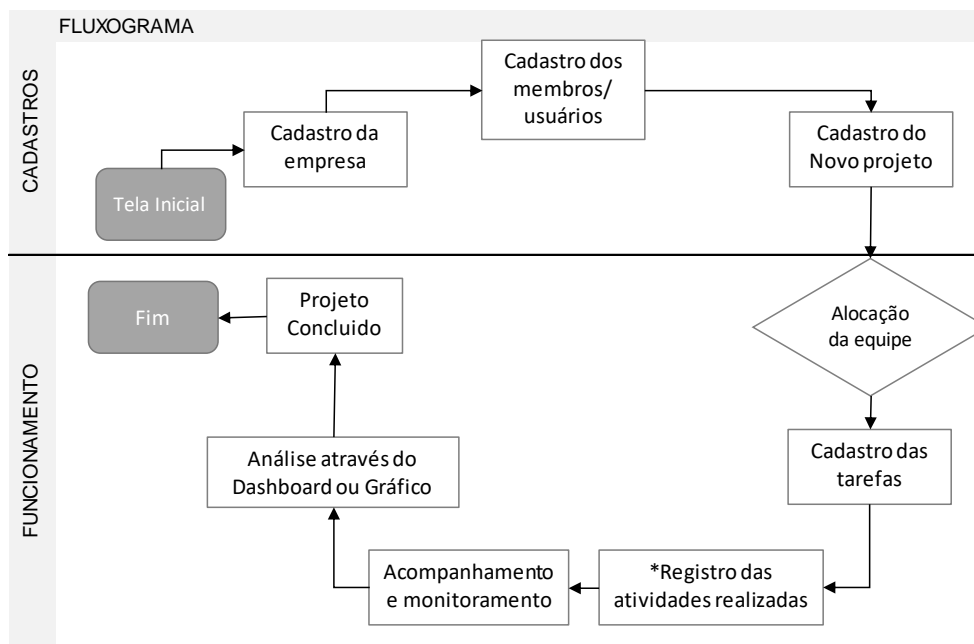 FLUXOGRAMA
CADASTROS
Tela Inicial
Cadastro da
empresa
Cadastro dos
membros/
usuários
Cadastro do
Novo projeto
FUNCIONAMENTO
Alocação
da equipe
Cadastro das
tarefas
*Registro das
atividades realizadas
Acompanhamento
e monitoramento
Análise através do
Dashboard ou Gráfico
Projeto
Concluido
Fim